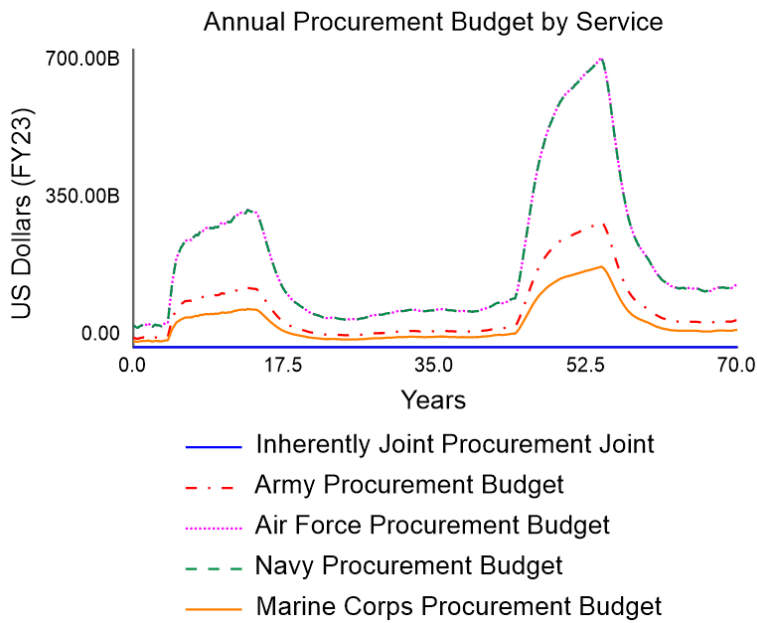 Annual Procurement Budget by Service
700.00B
350.00B
0.00
US Dollars (FY23)
0.0 17.5 35.0 52.5 70.0
Years
Inherently Joint Procurement Joint
Army Procurement Budget
Air Force Procurement Budget
Navy Procurement Budget
Marine Corps Procurement Budget